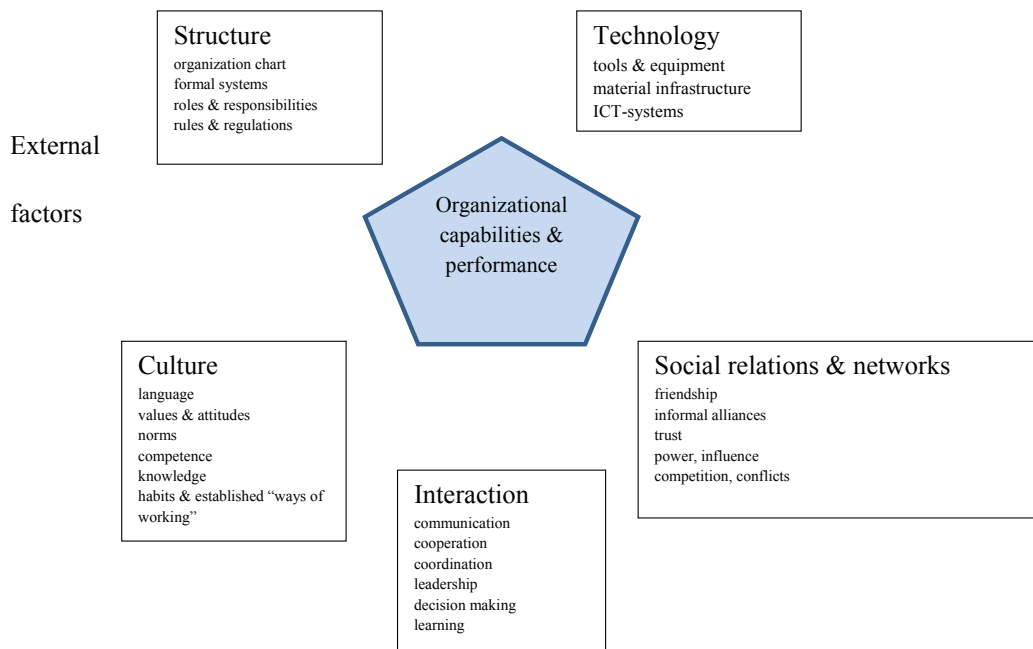 Structure
organization chart
formal systems
roles & responsibilities
rules & regulations
Technology
tools & equipment
material infrastructure
ICT-systems
External
factors
Organizational
capabilities &
performance
Culture
language
values & attitudes
norms
competence
knowledge
habits & established “ways of
working”
Social relations & networks
friendship
informal alliances
trust
power, influence
competition, conflicts
Interaction
communication
cooperation
coordination
leadership
decision making
learning